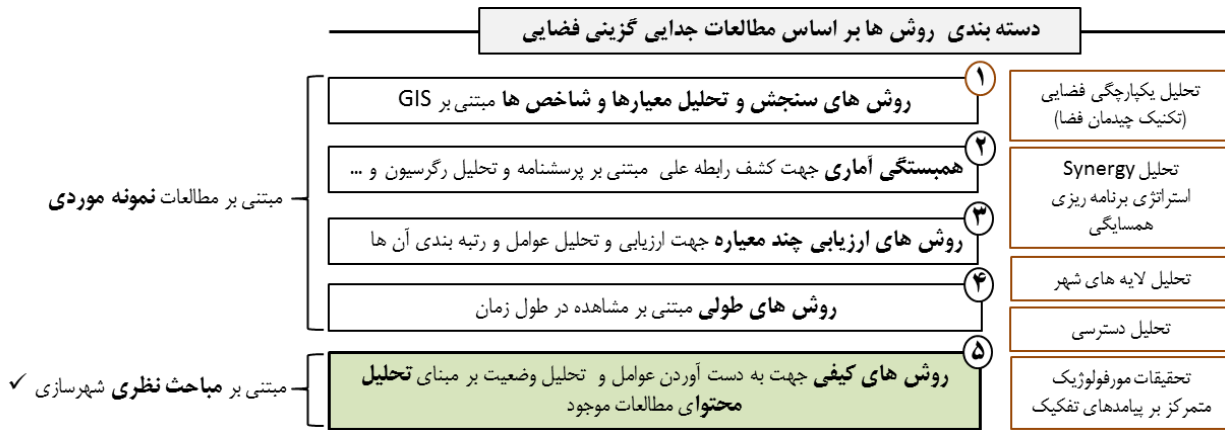 دسته بندی روش ها بر اساس مطالعات جدایی گزینی فضایی
۱
روش های سنجش و تحلیل معیارها و شاخص ها مبتنی بر GIS
۲
همبستگی آماری جهت کشف رابطه علی مبتنی بر پرسشنامه و تحلیل رگرسیون و ...
۳
روش های ارزیابی چند معیاره جهت ارزیابی و تحلیل عوامل و رتبه بندی آن ها
۴
روش های طولی مبتنی بر مشاهده در طول زمان
۵
روش های کیفی جهت به دست آوردن عوامل و تحلیل وضعیت بر مبنای تحلیل
محتوای مطالعات موجود
تحلیل یکپارچگی فضایی
(تکنیک چیدمان فضا)
تحلیل Synergy
استراتژی برنامه ریزی
همسایگی
تحلیل لایه های شهر
تحلیل دسترسی
تحقیقات مورفولوژیک
متمرکز بر پیامدهای تفکیک
مبتنی بر مطالعات نمونه موردی
مبتنی بر مباحث نظری شهرسازی ✓